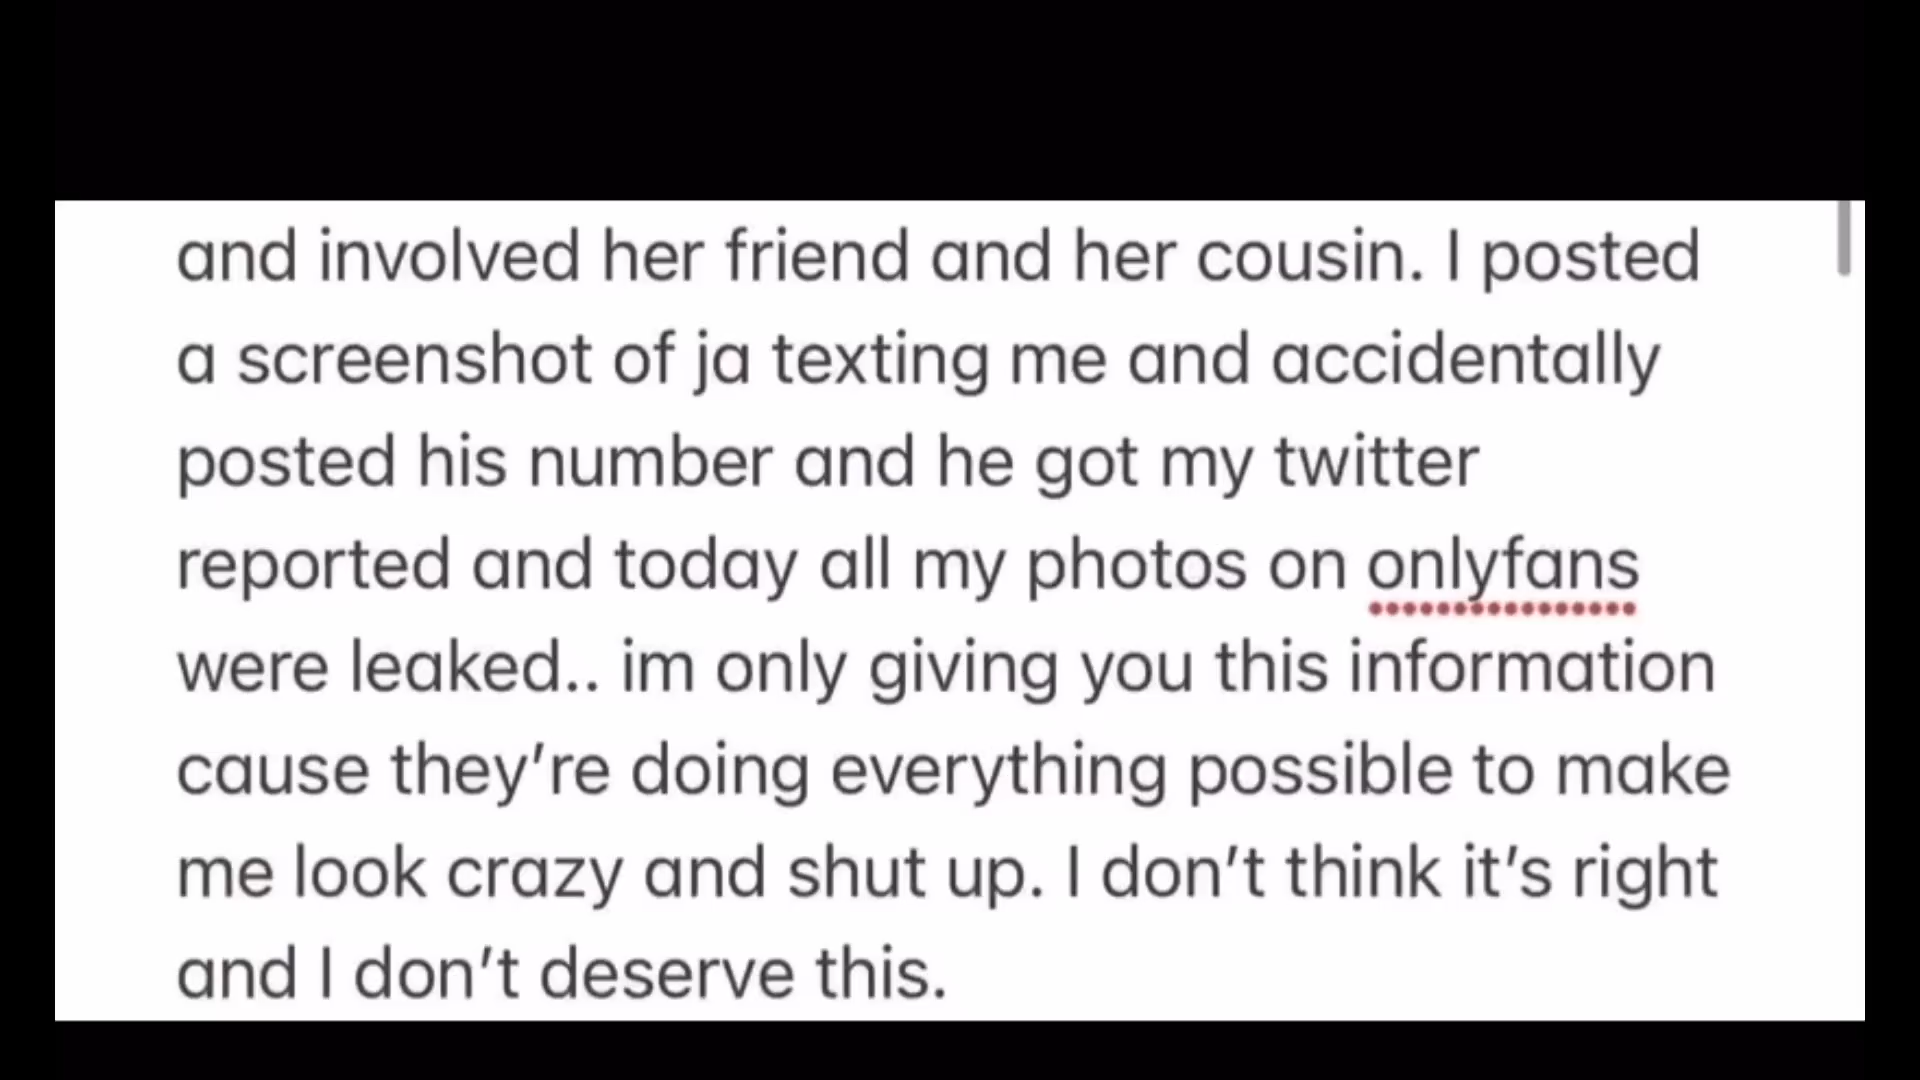 and involved her friend and her cousin. I posted
a screenshot of ja texting me and accidentally
posted his number and he got my twitter
reported and today all my photos on onlyfans
were leaked.. im only giving you this information
cause they’re doing everything possible to make
me look crazy and shut up. I don’t think it’s right
and I don’t deserve this.